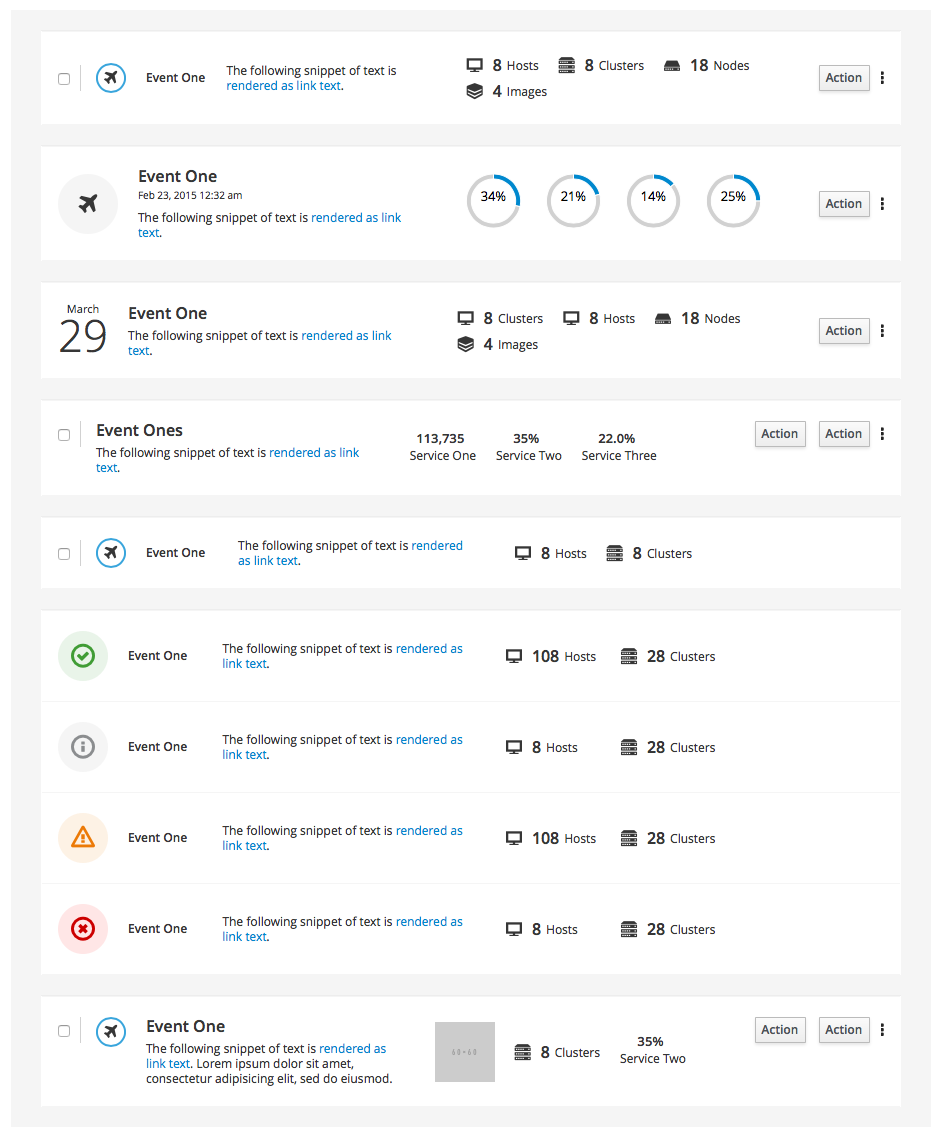 Event One
The following snippet of text is
rendered as link text.
8 Hosts 8 Clusters 18 Nodes
4 Images
Action
Event One
Feb 23, 2015 12:32 am
The following snippet of text is rendered as link
text.
34% 21% 14% 25%
Action
March
29
Event One
The following snippet of text is rendered as link
text.
8 Clusters 8 Hosts 18 Nodes
4 Images
Action
Event Ones
The following snippet of text is rendered as link
text.
113,735 35% 22.0%
Service One Service Two Service Three
Action Action
Event One
The following snippet of text is rendered
as link text.
8 Hosts 8 Clusters
Event One
The following snippet of text is rendered as
link text.
108 Hosts 28 Clusters
Event One
The following snippet of text is rendered as
link text.
8 Hosts 28 Clusters
Event One
The following snippet of text is rendered as
link text.
108 Hosts 28 Clusters
Event One
The following snippet of text is rendered as
link text.
8 Hosts 28 Clusters
Event One
The following snippet of text is rendered as
link text. Lorem ipsum dolor sit amet,
consectetur adipisicing elit, sed do eiusmod.
60×60
8 Clusters
35%
Service Two
Action Action